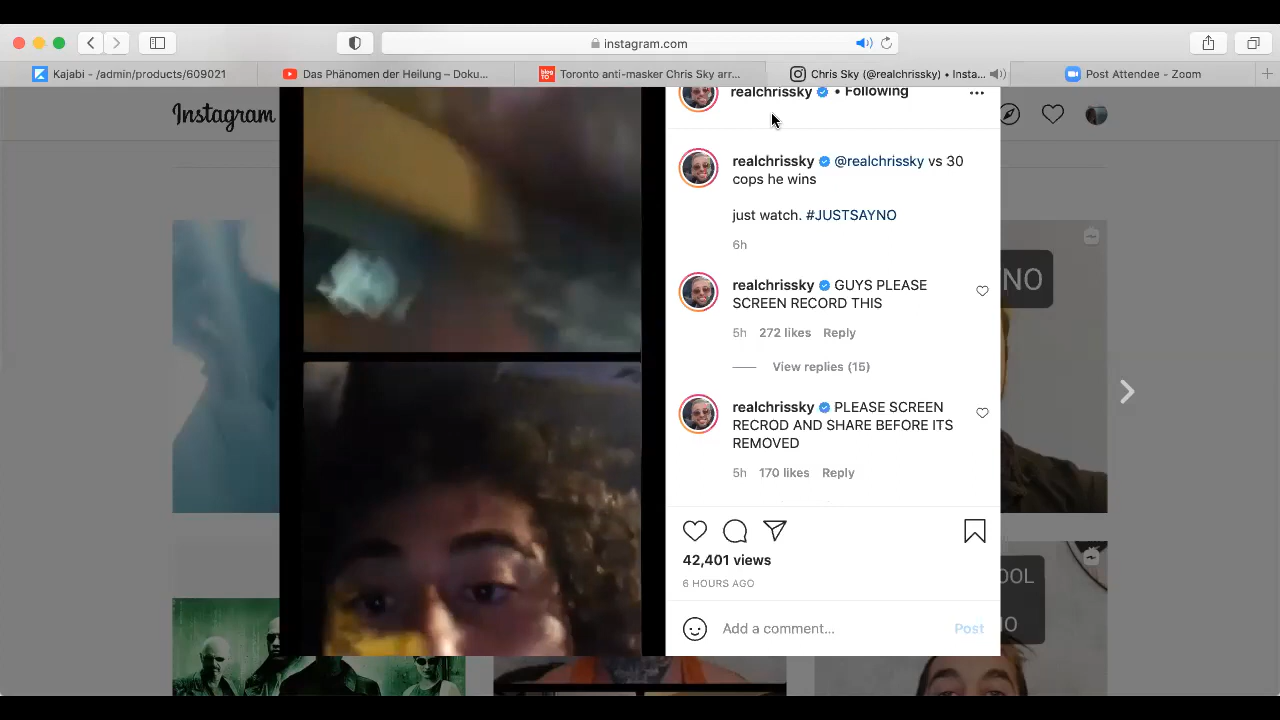 instagram.com
Kajabi - /admin/products/609021
Das Phänomen der Heilung – Doku...
blog TO
Toronto anti-masker Chris Sky arr...
Chris Sky (@realchrissky) • Insta...
Post Attendee - Zoom
Instagram
realchrissky • Following
realchrissky @realchrissky vs 30
cops he wins
just watch. #JUSTSAYNO
6h
realchrissky GUYS PLEASE
SCREEN RECORD THIS
5h 272 likes Reply
View replies (15)
realchrissky PLEASE SCREEN
RECROD AND SHARE BEFORE ITS
REMOVED
5h 170 likes Reply
42,401 views
6 HOURS AGO
Add a comment... Post
NO
OOL
NO